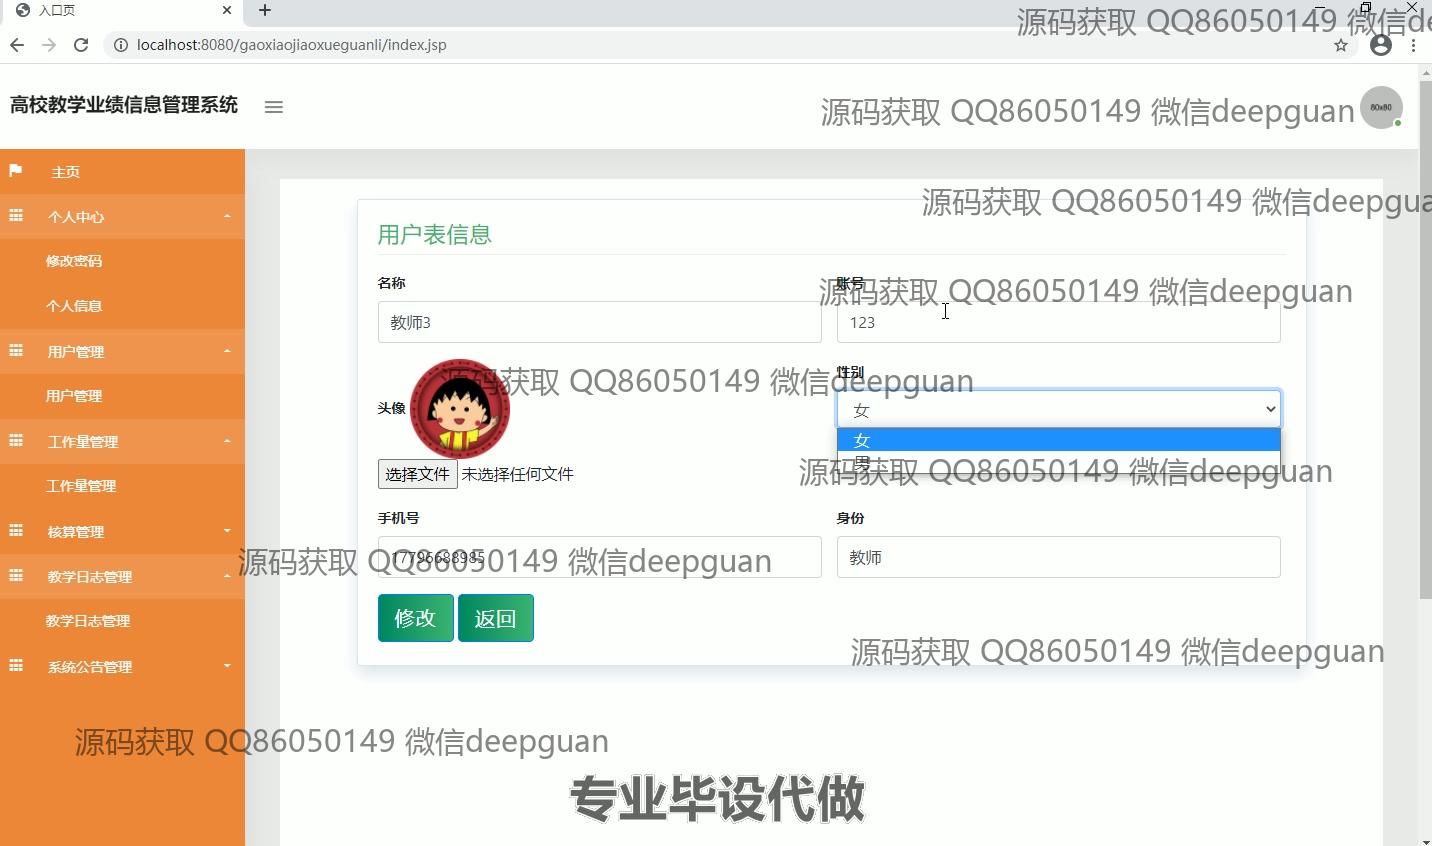 入口页
源码获取 QQ86050149 微信de
localhost:8080/gaoxiaojiaoxueguanli/index.jsp
高校教学业绩信息管理系统
源码获取 QQ86050149 微信deepguan
80x80
主页
个人中心
修改密码
个人信息
用户管理
用户管理
工作量管理
工作量管理
核算管理
教学日志管理
教学日志管理
系统公告管理
源码获取 QQ86050149 微信deepgua
用户表信息
名称
账号
源码获取 QQ86050149 微信deepguan
教师3
123
头像
性别
源码获取 QQ86050149 微信deepguan
女
女
男
源码获取 QQ86050149 微信deepguan
选择文件 未选择任何文件
手机号
身份
17796688985
源码获取 QQ86050149 微信deepguan
教师
修改
返回
源码获取 QQ86050149 微信deepguan
源码获取 QQ86050149 微信deepguan
专业毕设代做